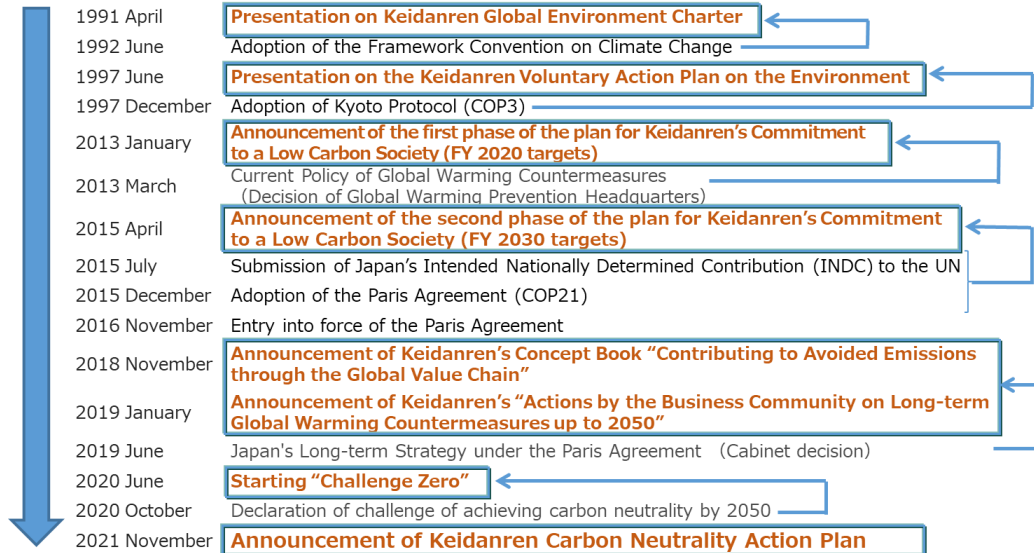 1991 April Presentation on Keidanren Global Environment Charter
1992 June Adoption of the Framework Convention on Climate Change
1997 June Presentation on the Keidanren Voluntary Action Plan on the Environment
1997 December Adoption of Kyoto Protocol (COP3)
2013 January Announcement of the first phase of the plan for Keidanren's Commitment
to a Low Carbon Society (FY 2020 targets)
2013 March Current Policy of Global Warming Countermeasures
（Decision of Global Warming Prevention Headquarters）
2015 April Announcement of the second phase of the plan for Keidanren's Commitment
to a Low Carbon Society (FY 2030 targets)
2015 July Submission of Japan's Intended Nationally Determined Contribution (INDC) to the UN
2015 December Adoption of the Paris Agreement (COP21)
2016 November Entry into force of the Paris Agreement
2018 November Announcement of Keidanren's Concept Book “Contributing to Avoided Emissions
through the Global Value Chain”
2019 January Announcement of Keidanren's “Actions by the Business Community on Long-term
Global Warming Countermeasures up to 2050”
2019 June Japan's Long-term Strategy under the Paris Agreement （Cabinet decision）
2020 June Starting “Challenge Zero”
2020 October Declaration of challenge of achieving carbon neutrality by 2050
2021 November Announcement of Keidanren Carbon Neutrality Action Plan